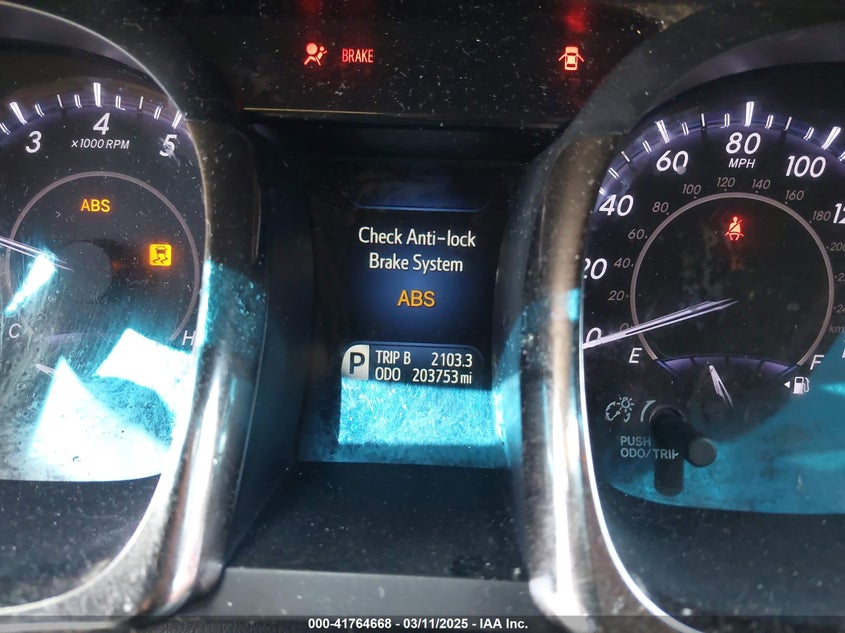 BRAKE
3
4
5
x1000 RPM
ABS
C
H
Check Anti-lock
Brake System
ABS
P
TRIP B 2103.3
ODO 203753 mi
0
20
40
60
80
100
MPH
20
40
60
80
100
120
140
160
180
200
E
F
PUSH
ODO/TRIP
000-41764668 - 03/11/2025 - IAA Inc.